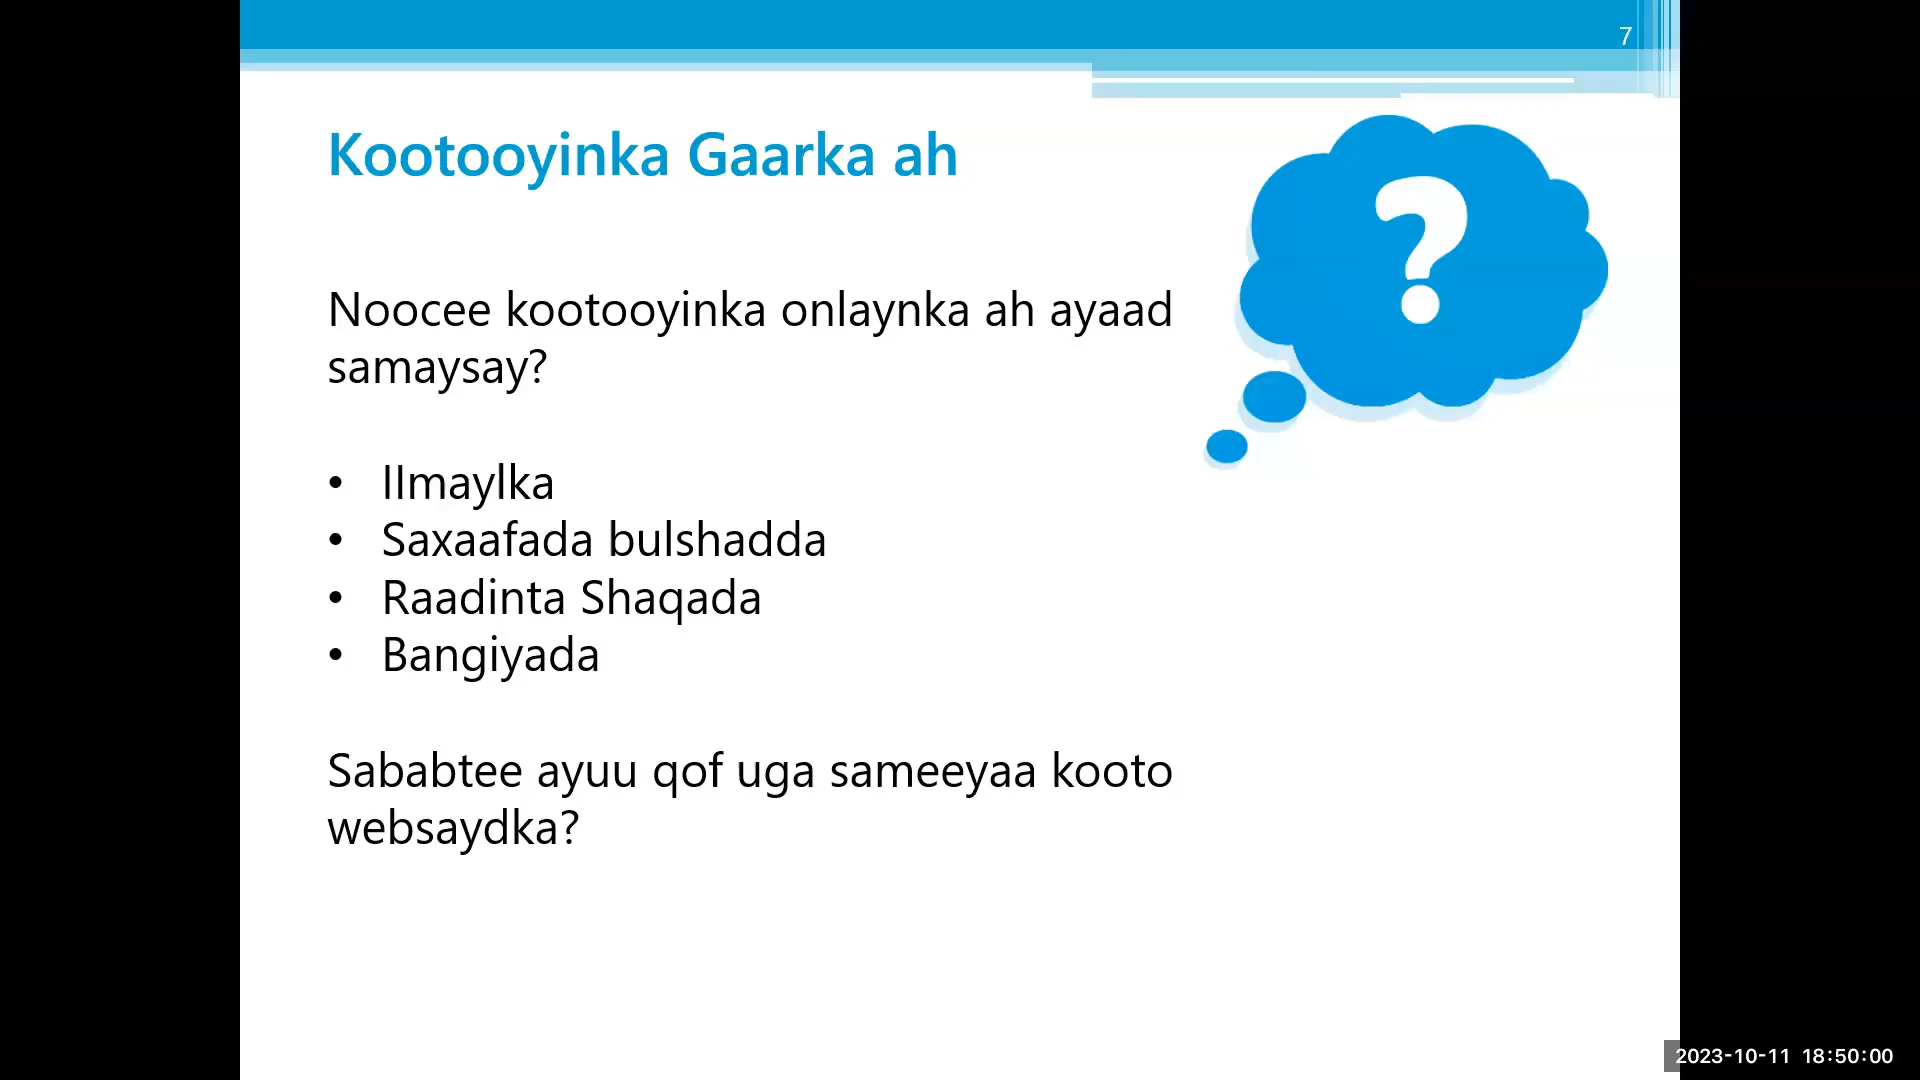 7
Kootooyinka Gaarka ah
?
Noocee kootooyinka onlaynka ah ayaad
samaysay?
• IImaylka
• Saxaafada bulshadda
• Raadinta Shaqada
• Bangiyada
Sababtee ayuu qof uga sameeyaa kooto
websaydka?
2023-10-11 18:50:00